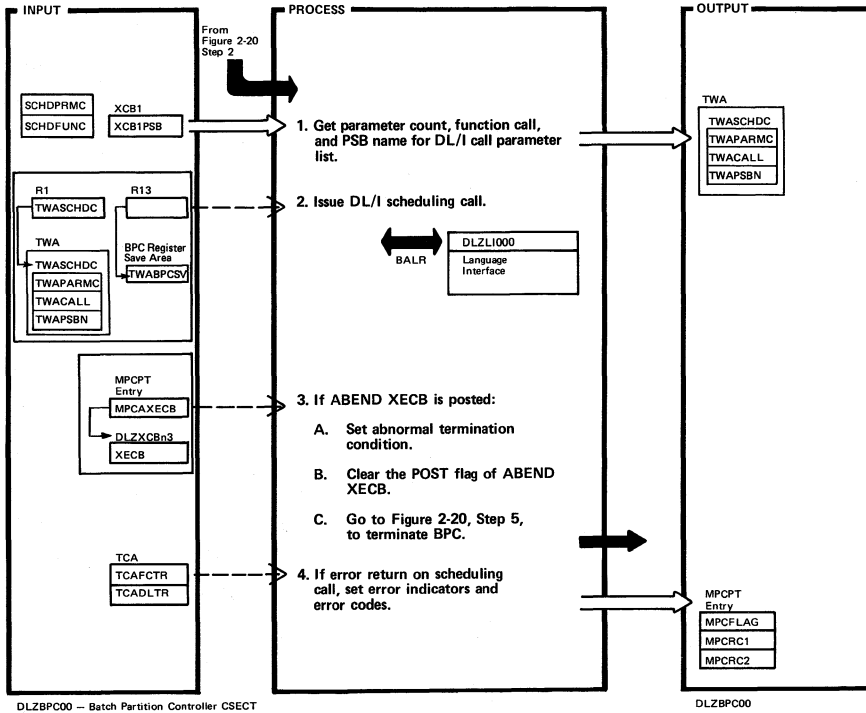 INPUT
PROCESS
OUTPUT
From
Figure 2-20
Step 2
SCHDPRMC
SCHDFUNC
XCB1
XCB1PSB
1. Get parameter count, function call,
and PSB name for DL/I call parameter
list.
TWA
TWASCHDC
TWAPARMC
TWACALL
TWAPSBN
R1
TWASCHDC
R13
TWA
TWASCHDC
TWAPARMC
TWACALL
TWAPSBN
BPC Register
Save Area
TWABPCSV
2. Issue DL/I scheduling call.
BALR
DLZLI000
Language
Interface
MPCPT
Entry
MPCAXECB
DLZXCBn3
XECB
3. If ABEND XECB is posted:
A. Set abnormal termination
condition.
B. Clear the POST flag of ABEND
XECB.
C. Go to Figure 2-20, Step 5,
to terminate BPC.
TCA
TCAFCTR
TCADLTR
4. If error return on scheduling
call, set error indicators and
error codes.
MPCPT
Entry
MPCFLAG
MPCRC1
MPCRC2
DLZBPC00 — Batch Partition Controller CSECT
DLZBPC00